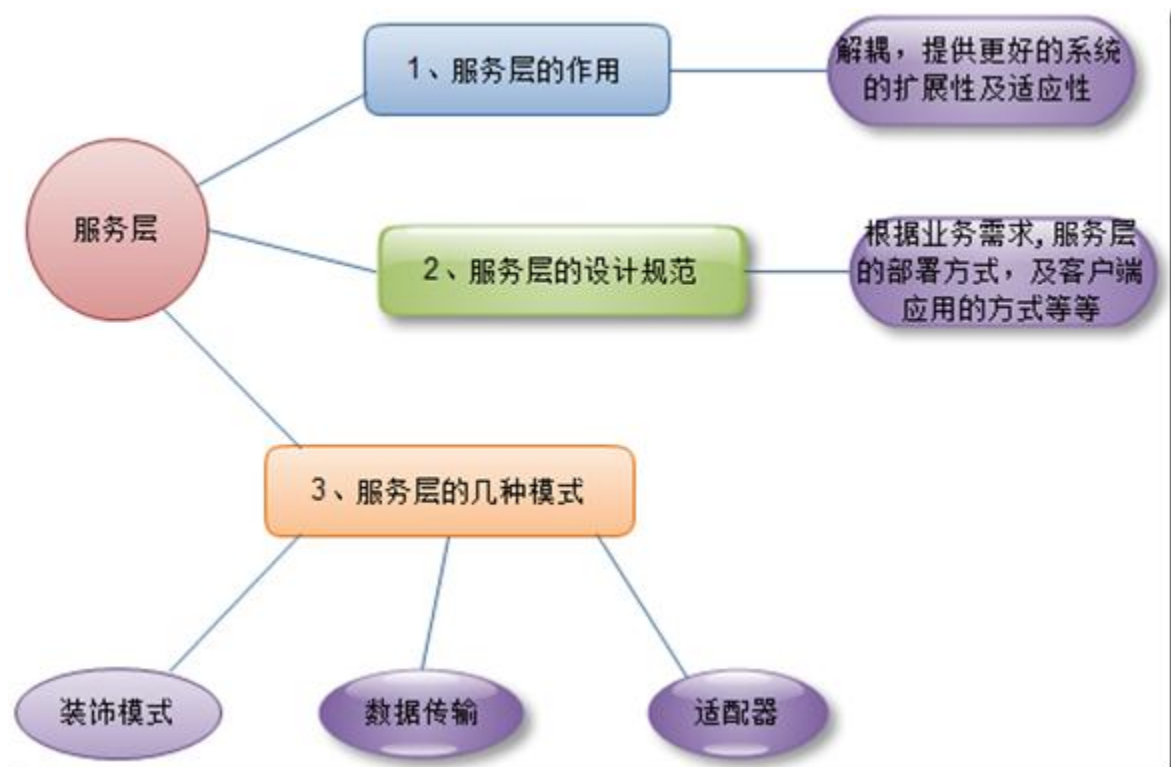 1、服务层的作用
解耦，提供更好的系统
的扩展性及适应性
服务层
2、服务层的设计规范
根据业务需求,服务层
的部署方式，及客户端
应用的方式等等
3、服务层的几种模式
装饰模式
数据传输
适配器